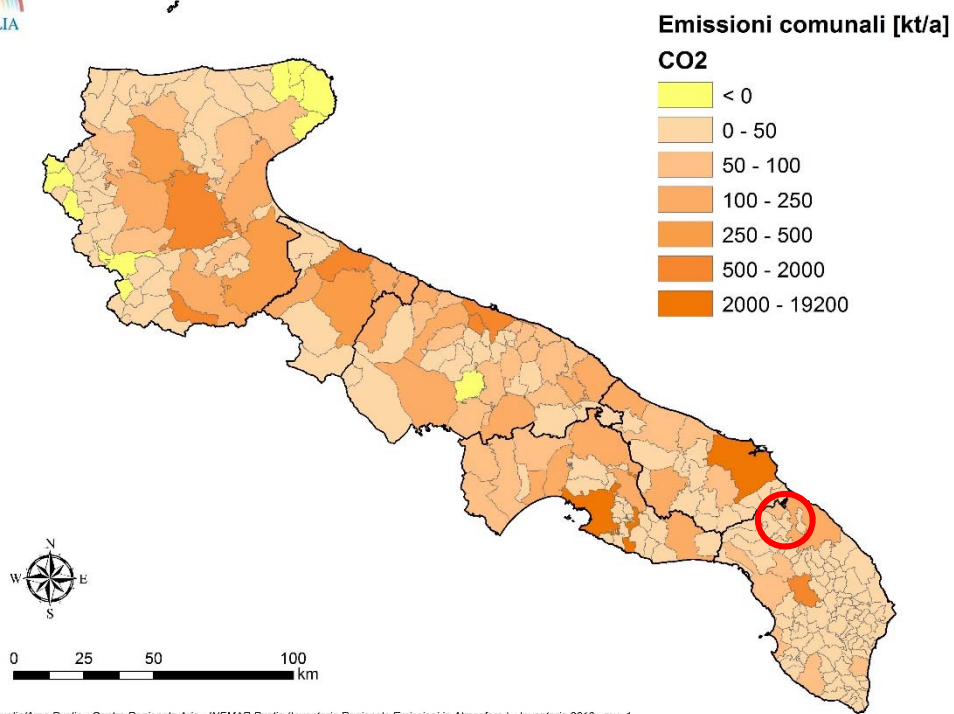 LIA
Emissioni comunali [kt/a]
CO2
< 0
0 - 50
50 - 100
100 - 250
250 - 500
500 - 2000
2000 - 19200
N
W E
S
0 25 50 100
km